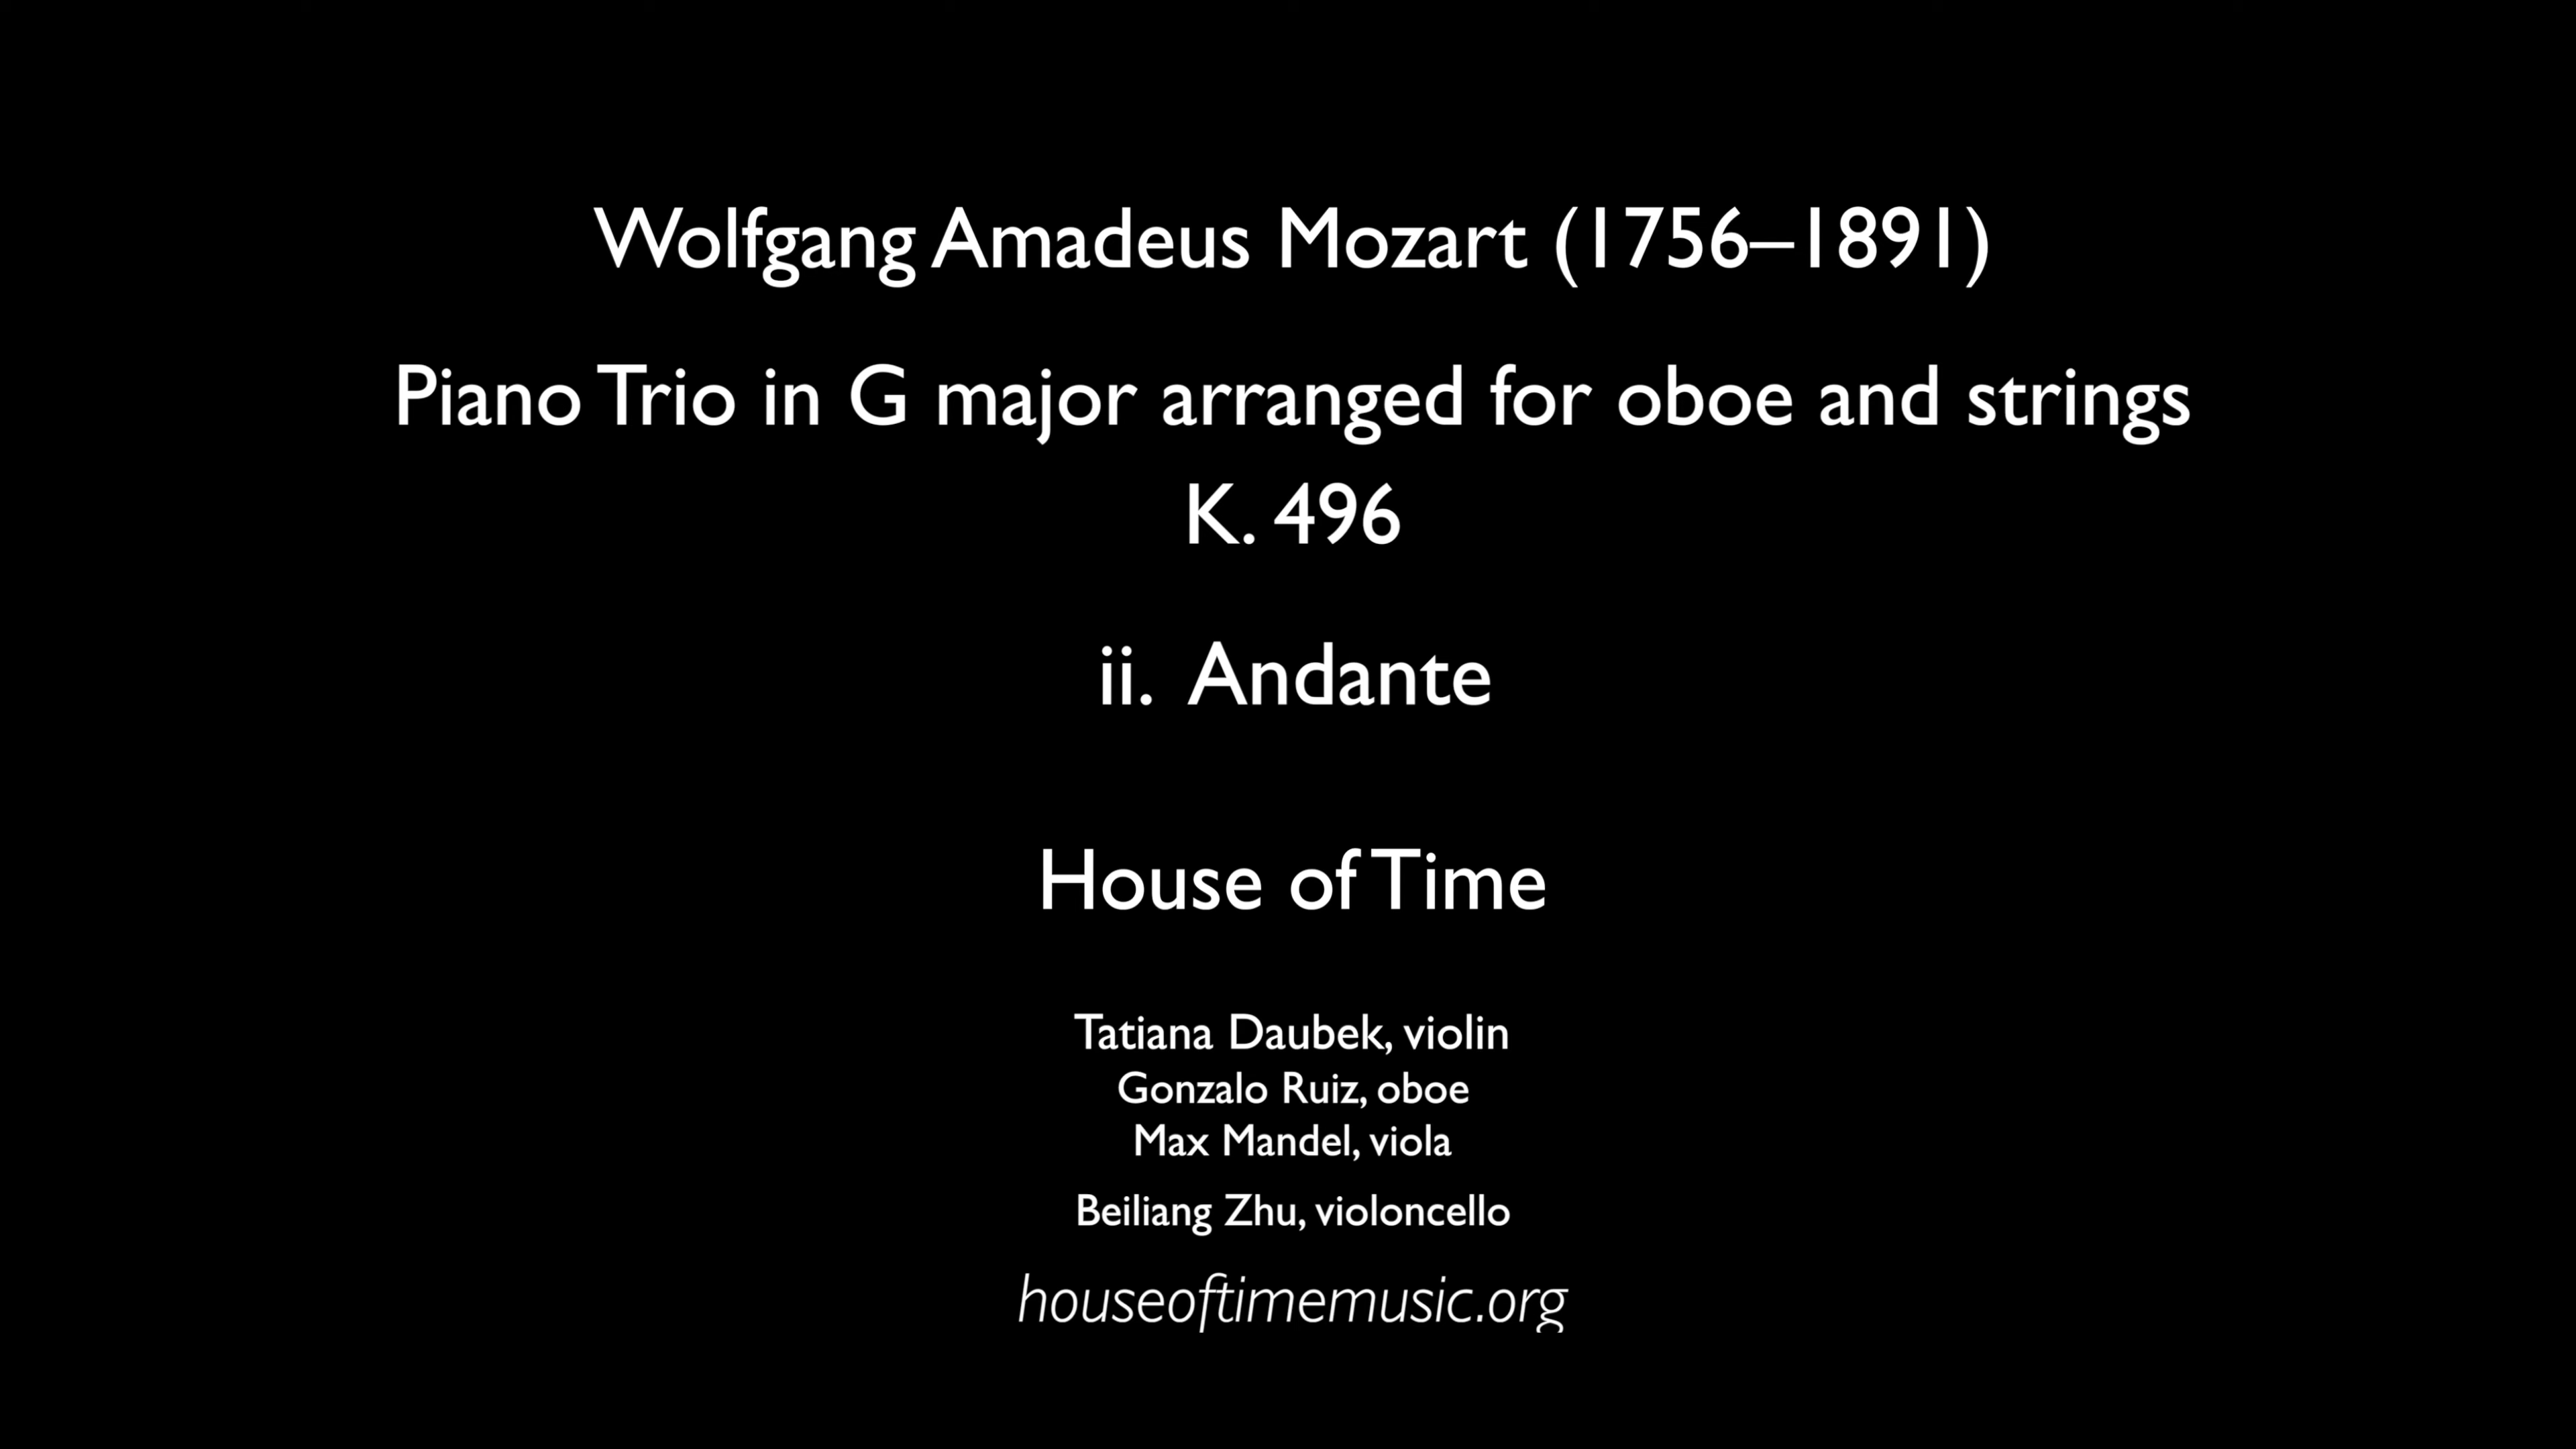 Wolfgang Amadeus Mozart (1756–1891)
Piano Trio in G major arranged for oboe and strings
K. 496
ii. Andante
House of Time
Tatiana Daubek, violin
Gonzalo Ruiz, oboe
Max Mandel, viola
Beiliang Zhu, violoncello
houseoftimemusic.org